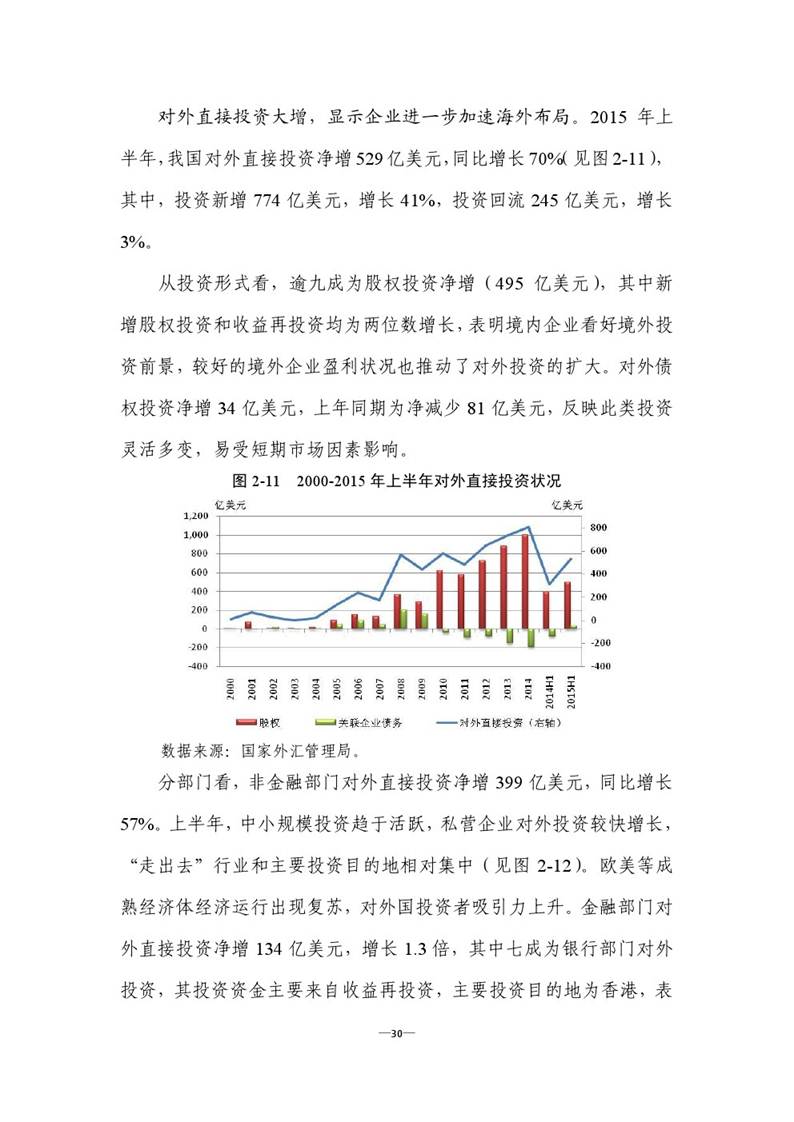 对外直接投资大增，显示企业进一步加速海外布局。2015 年上
半年，我国对外直接投资净增 529 亿美元，同比增长 70%（见图 2-11），
其中，投资新增 774 亿美元，增长 41%，投资回流 245 亿美元，增长
3%。
从投资形式看，逾九成为股权投资净增（495 亿美元），其中新
增股权投资和收益再投资均为两位数增长，表明境内企业看好境外投
资前景，较好的境外企业盈利状况也推动了对外投资的扩大。对外债
权投资净增 34 亿美元，上年同期为净减少 81 亿美元，反映此类投资
灵活多变，易受短期市场因素影响。
图 2-11 2000-2015 年上半年对外直接投资状况
亿美元 亿美元
1,200
1,000 800
800 600
600 400
400 200
200 0
0 -200
-200 -400
-400
2000 2001 2002 2003 2004 2005 2006 2007 2008 2009 2010 2011 2012 2013 2014 2014H1 2015H1
股权 关联企业债务 对外直接投资（右轴）
数据来源：国家外汇管理局。
分部门看，非金融部门对外直接投资净增 399 亿美元，同比增长
57%。上半年，中小规模投资趋于活跃，私营企业对外投资较快增长，
“走出去”行业和主要投资目的地相对集中（见图 2-12）。欧美等成
熟经济体经济运行出现复苏，对外国投资者吸引力上升。金融部门对
外直接投资净增 134 亿美元，增长 1.3 倍，其中七成为银行部门对外
投资，其投资资金主要来自收益再投资，主要投资目的地为香港，表
—30—